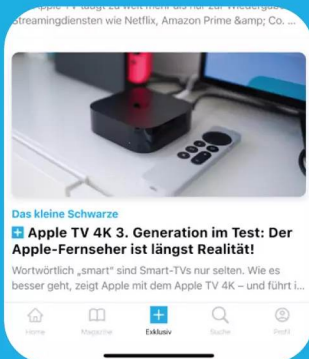 Streamingdiensten wie Netflix, Amazon Prime &amp; Co. ...
Das kleine Schwarze
Apple TV 4K 3. Generation im Test: Der
Apple-Fernseher ist längst Realität!
Wortwörtlich „smart“ sind Smart-TVs nur selten. Wie es
besser geht, zeigt Apple mit dem Apple TV 4K – und führt i...
Home Magazine Exklusiv Suche Profil